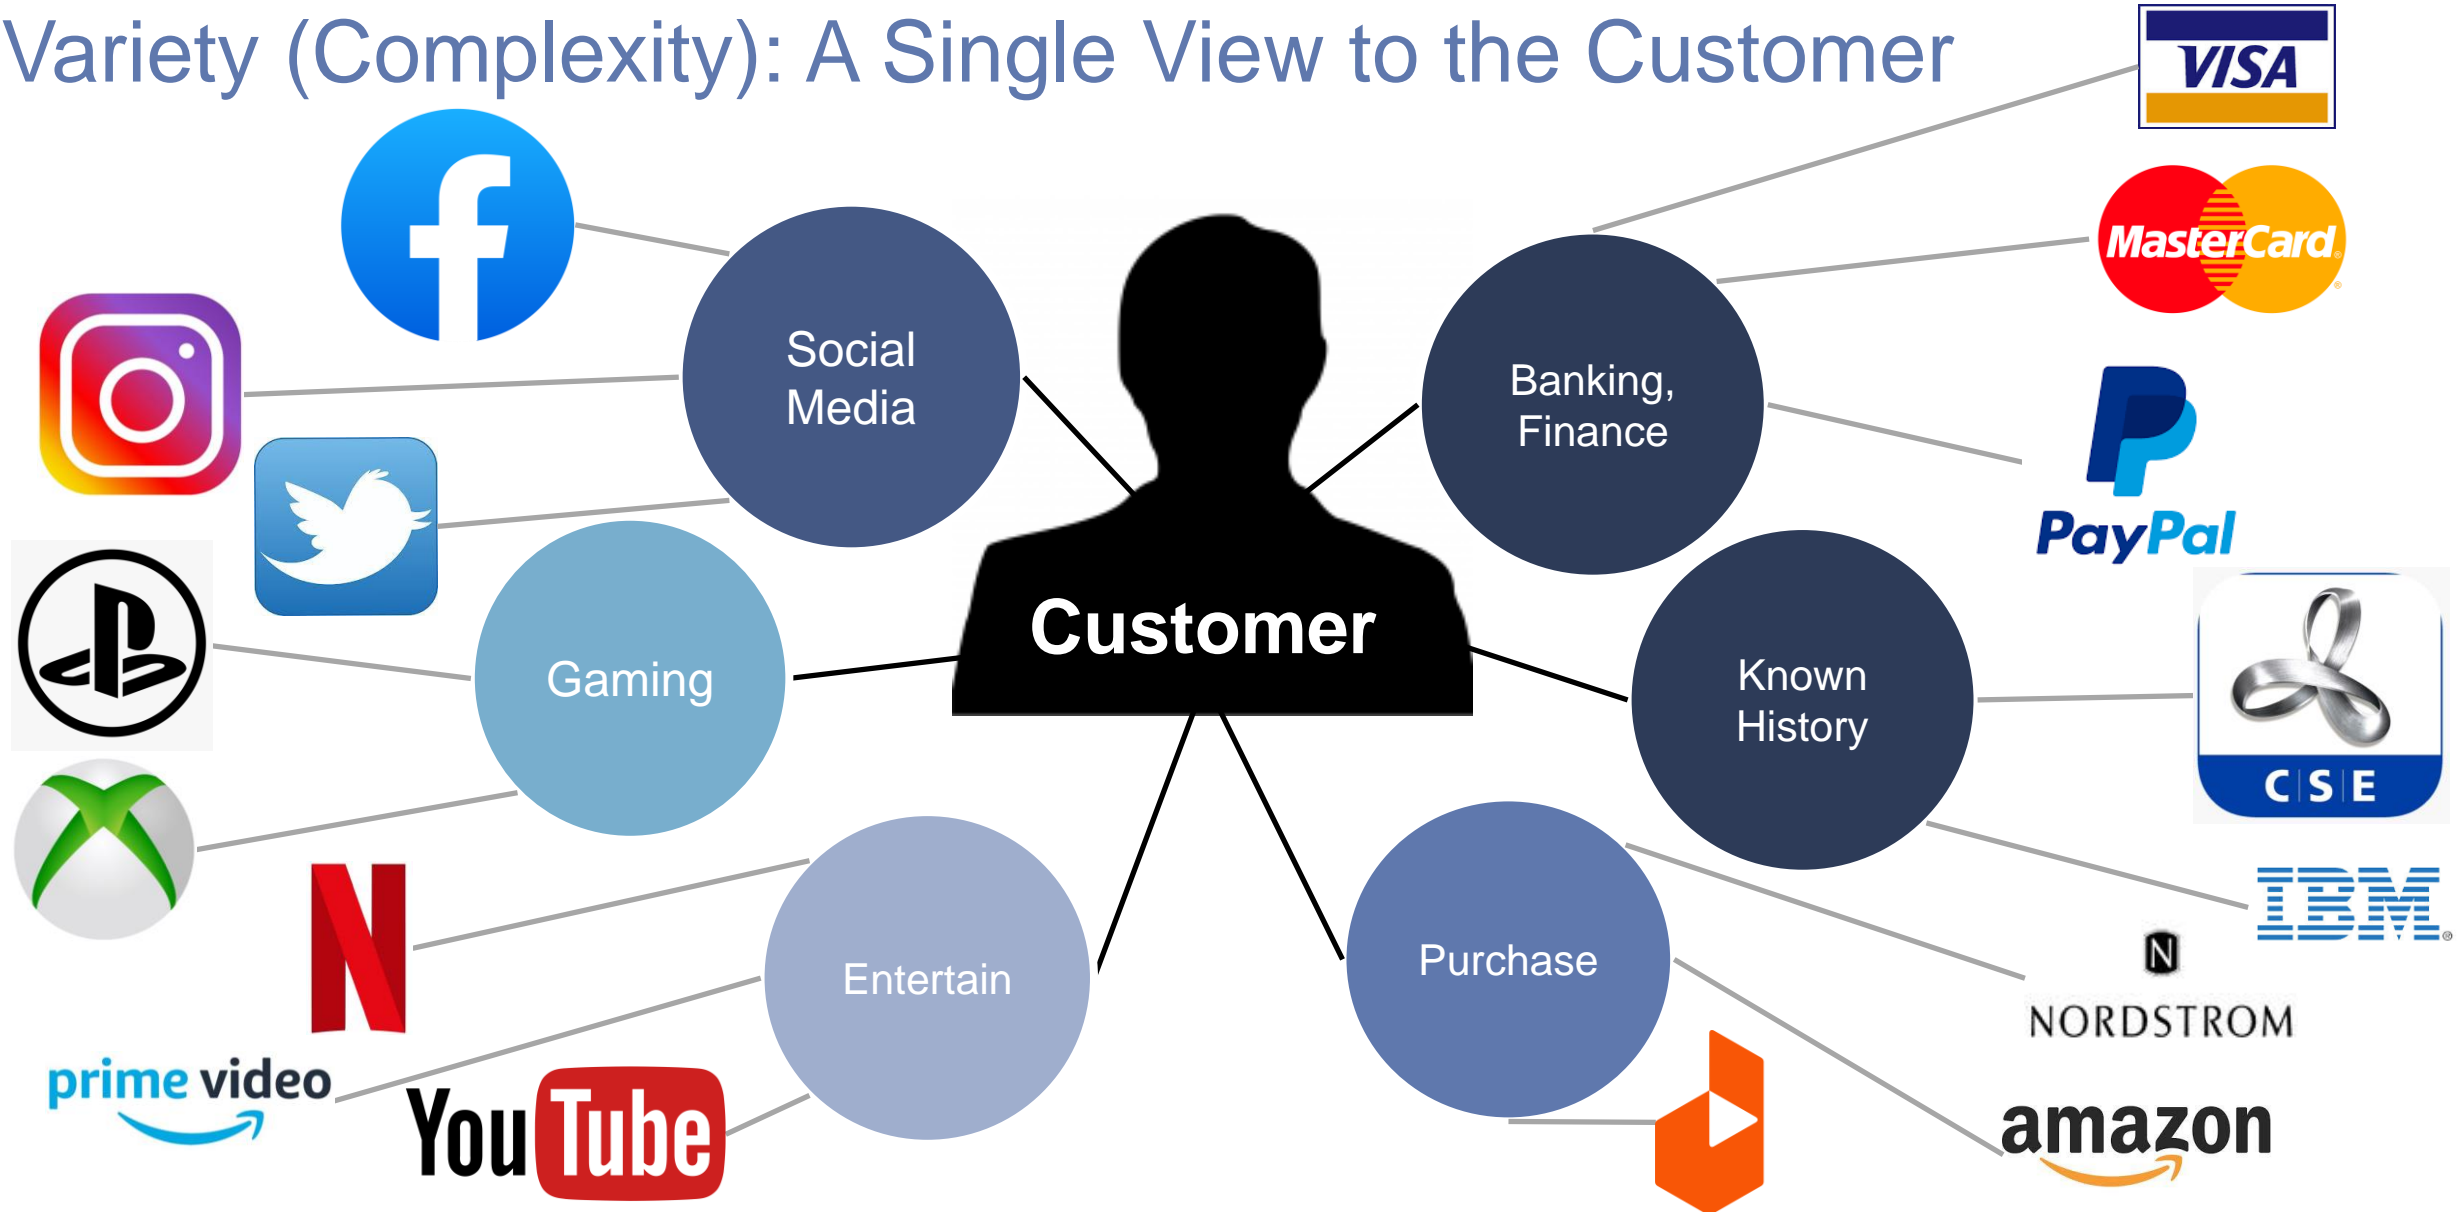 Variety (Complexity): A Single View to the Customer
VISA
MasterCard
Social
Media
Banking,
Finance
PayPal
Customer
Gaming
Known
History
C|S|E
IBM®
N
NORDSTROM
Entertain
Purchase
prime video
YouTube
amazon